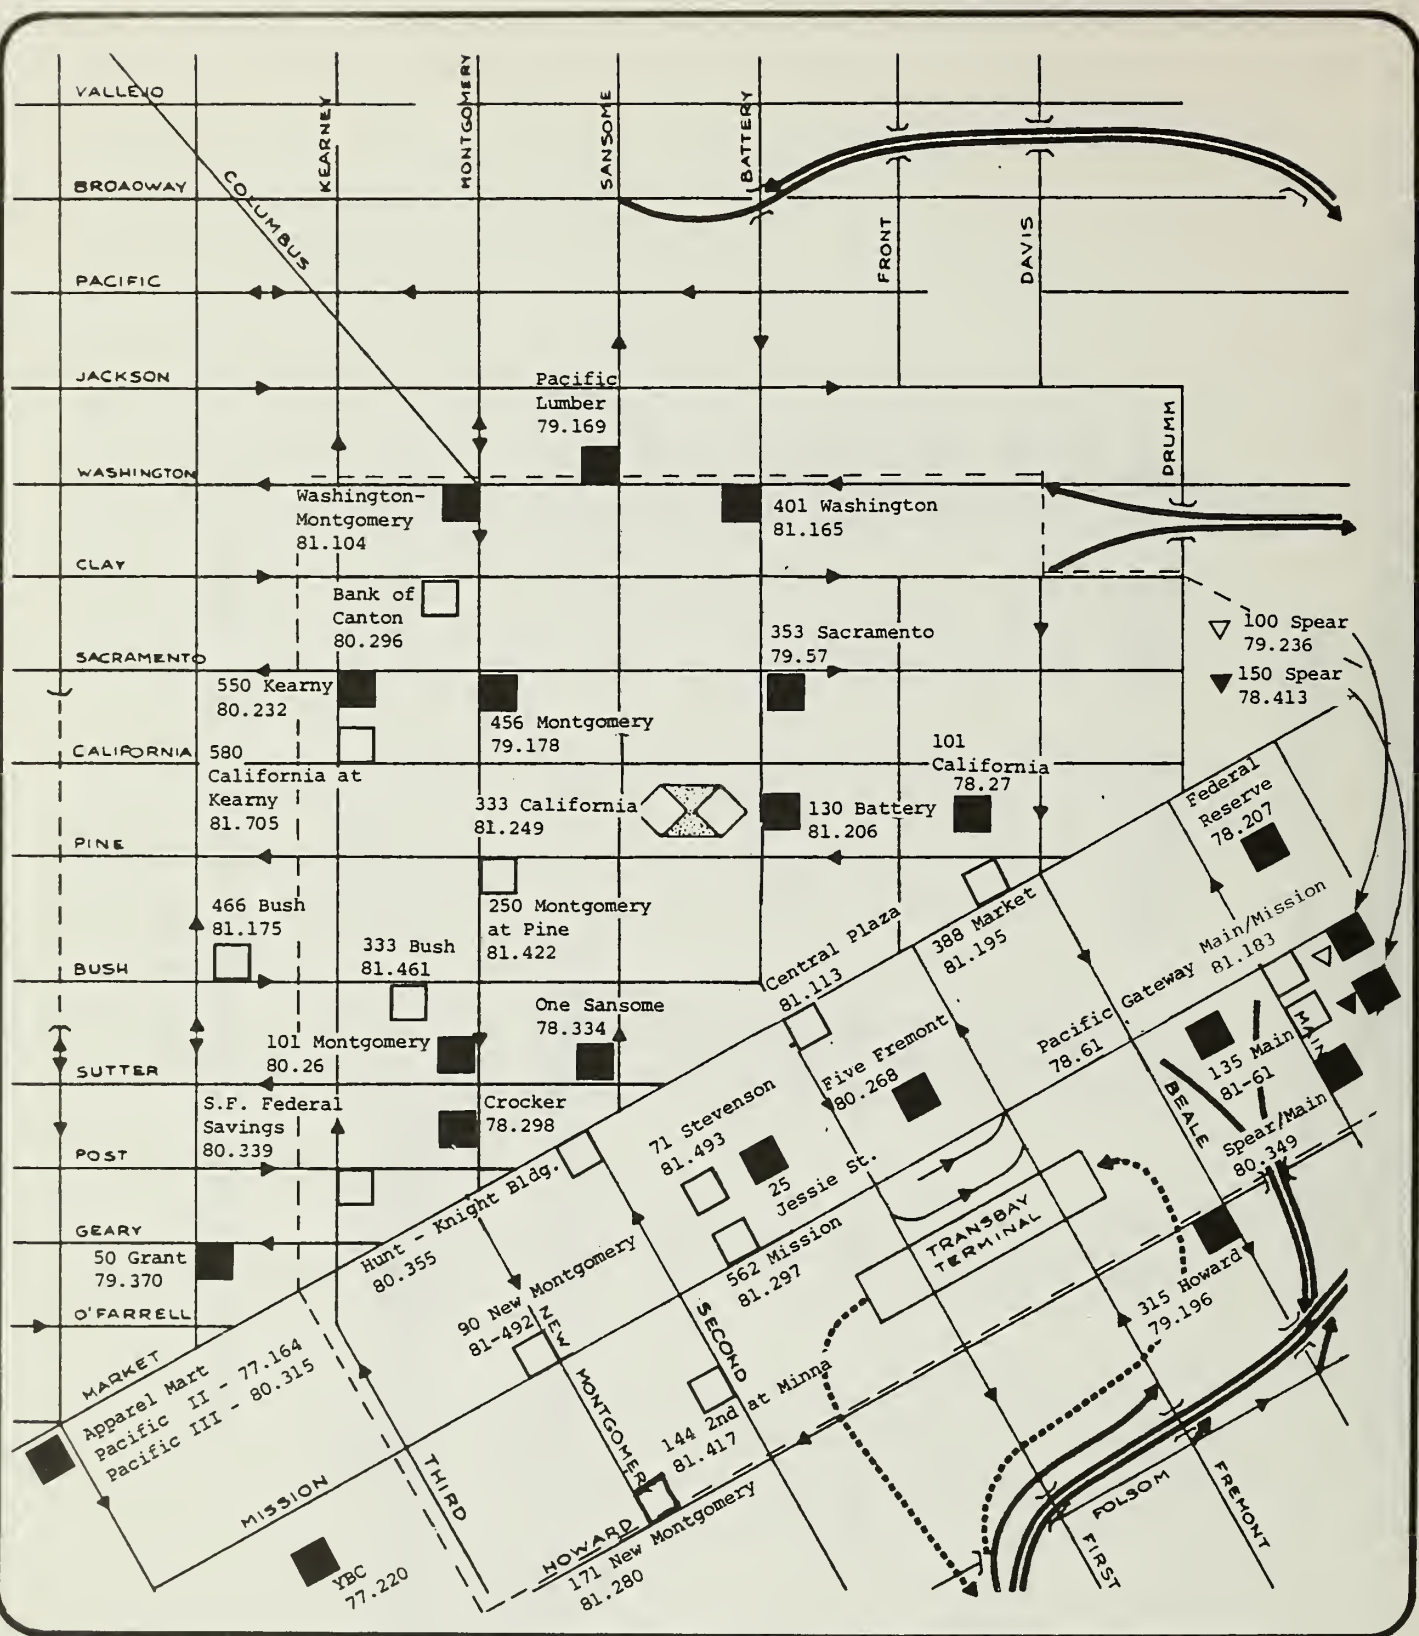 VALLEJO
BROADWAY
PACIFIC
JACKSON
WASHINGTON
CLAY
SACRAMENTO
CALIFORNIA
PINE
BUSH
SUTTER
POST
GEARY
O'FARRELL
MARKET
MISSION
HOWARD
FOLSOM
COLUMBUS
KEARNEY
MONTGOMERY
SANSOME
BATTERY
FRONT
DAVIS
DRUMM
Pacific
Lumber
79.169
Washington-
Montgomery
81.104
401 Washington
81.165
Bank of
Canton
80.296
353 Sacramento
79.57
100 Spear
79.236
150 Spear
78.413
550 Kearny
80.232
456 Montgomery
79.178
580
California at
Kearny
81.705
333 California
81.249
130 Battery
81.206
101
California
78.27
Federal
Reserve
78.207
466 Bush
81.175
333 Bush
81.461
250 Montgomery
at Pine
81.422
Central Plaza
81.113
388 Market
81.195
Main/Mission
81.183
Pacific Gateway
78.61
One Sansome
78.334
101 Montgomery
80.26
Five Fremont
80.268
135 Main
81-61
MAIN
BEALE
Spear/Main
80.349
S.F. Federal
Savings
80.339
Crocker
78.298
71 Stevenson
81.493
25
Jessie St.
Hunt - Knight Bldg.
80.355
562 Mission
81.297
TRANSBAY
TERMINAL
50 Grant
79.370
90 New Montgomery
81-492
NEW
MONTGOMERY
SECOND
315 Howard
79.196
144 2nd at Minna
81.417
Apparel Mart
Pacific II - 77.164
Pacific III - 80.315
THIRD
171 New Montgomery
81.280
YBC
77.220
FIRST
FREMONT